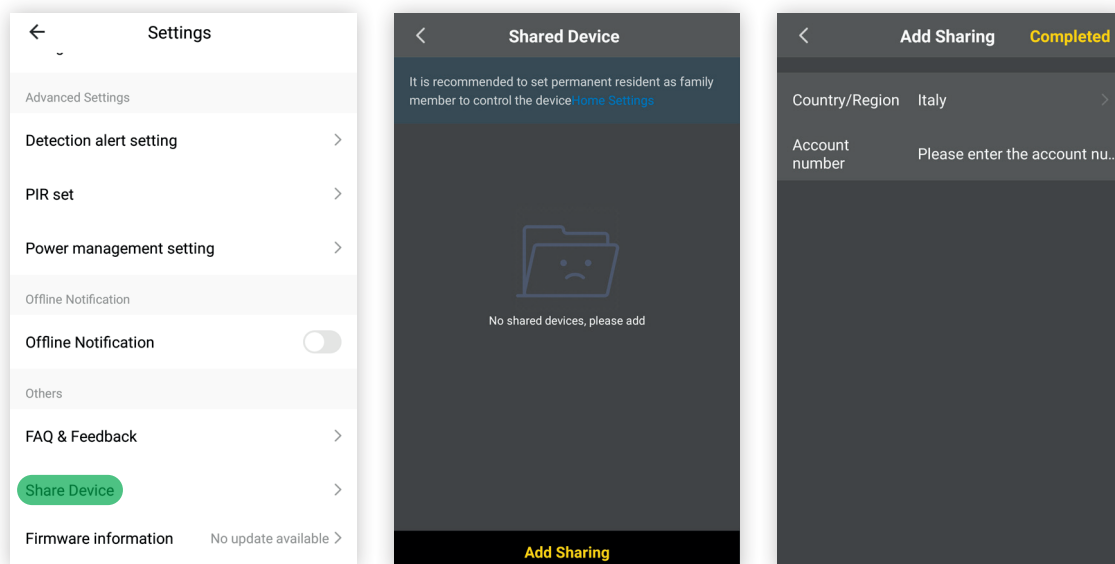 Settings
Advanced Settings
Detection alert setting
PIR set
Power management setting
Offline Notification
Offline Notification
Others
FAQ & Feedback
Share Device
Firmware information No update available
Shared Device
It is recommended to set permanent resident as family
member to control the deviceHome Settings
No shared devices, please add
Add Sharing
Add Sharing Completed
Country/Region Italy
Account
number
Please enter the account nu...